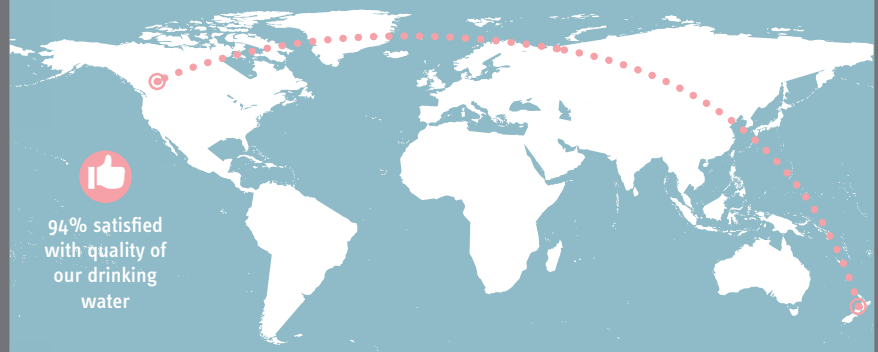 94% satisfied
with quality of
our drinking
water